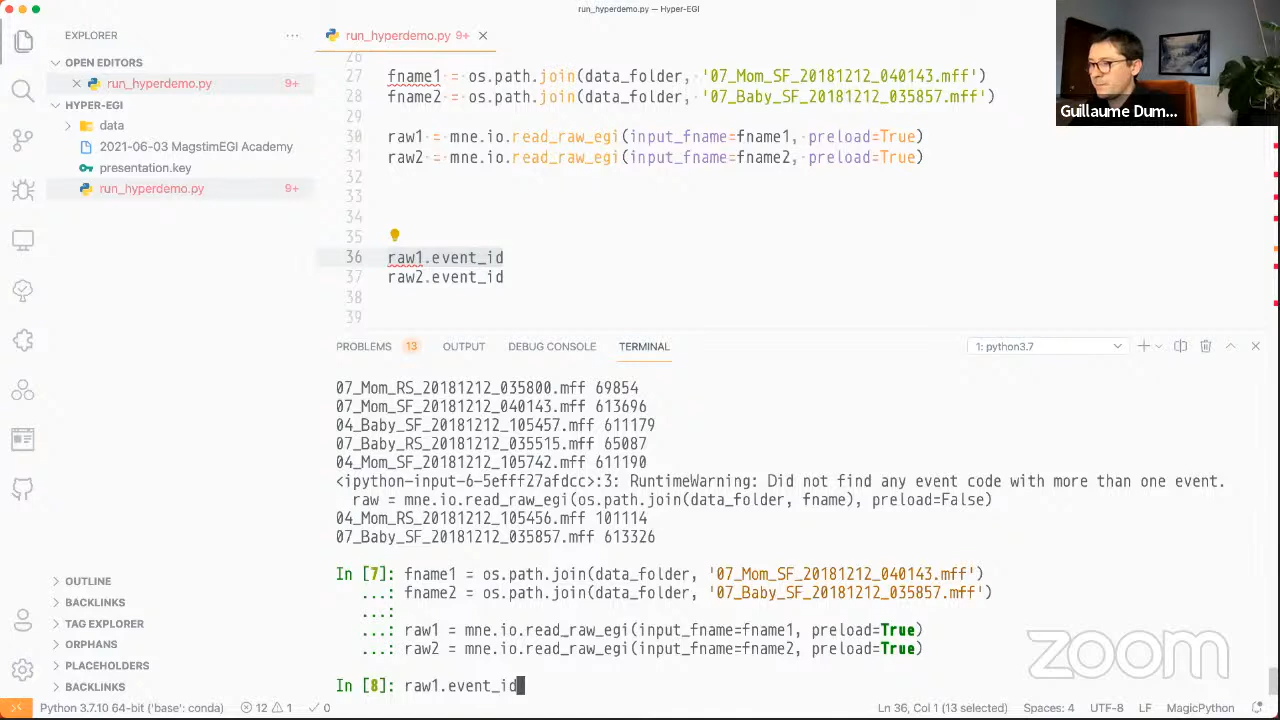 run_hyperdemo.py — Hyper-EGI
EXPLORER
run_hyperdemo.py 9+
OPEN EDITORS
run_hyperdemo.py 9+
HYPER-EGI
data
2021-06-03 MagstimEGI Academy
presentation.key
run_hyperdemo.py 9+
OUTLINE
BACKLINKS
TAG EXPLORER
ORPHANS
PLACEHOLDERS
BACKLINKS
26
27 fname1 = os.path.join(data_folder, '07_Mom_SF_20181212_040143.mff')
28 fname2 = os.path.join(data_folder, '07_Baby_SF_20181212_035857.mff')
29
30 raw1 = mne.io.read_raw_egi(input_fname=fname1, preload=True)
31 raw2 = mne.io.read_raw_egi(input_fname=fname2, preload=True)
32
33
34
35
36 raw1.event_id
37 raw2.event_id
38
39
Guillaume Dum...
PROBLEMS 13 OUTPUT DEBUG CONSOLE TERMINAL 1: python3.7
07_Mom_RS_20181212_035800.mff 69854
07_Mom_SF_20181212_040143.mff 613696
04_Baby_SF_20181212_105457.mff 611179
07_Baby_RS_20181212_035515.mff 65087
04_Mom_SF_20181212_105742.mff 611190
<ipython-input-6-5efff27afdcc>:3: RuntimeWarning: Did not find any event code with more than one event.
raw = mne.io.read_raw_egi(os.path.join(data_folder, fname), preload=False)
04_Mom_RS_20181212_105456.mff 101114
07_Baby_SF_20181212_035857.mff 613326
In [7]: fname1 = os.path.join(data_folder, '07_Mom_SF_20181212_040143.mff')
...: fname2 = os.path.join(data_folder, '07_Baby_SF_20181212_035857.mff')
...:
...: raw1 = mne.io.read_raw_egi(input_fname=fname1, preload=True)
...: raw2 = mne.io.read_raw_egi(input_fname=fname2, preload=True)
In [8]: raw1.event_id
zoom
Python 3.7.10 64-bit ('base': conda) 12 1 0 Ln 36, Col 1 (13 selected) Spaces: 4 UTF-8 LF MagicPython